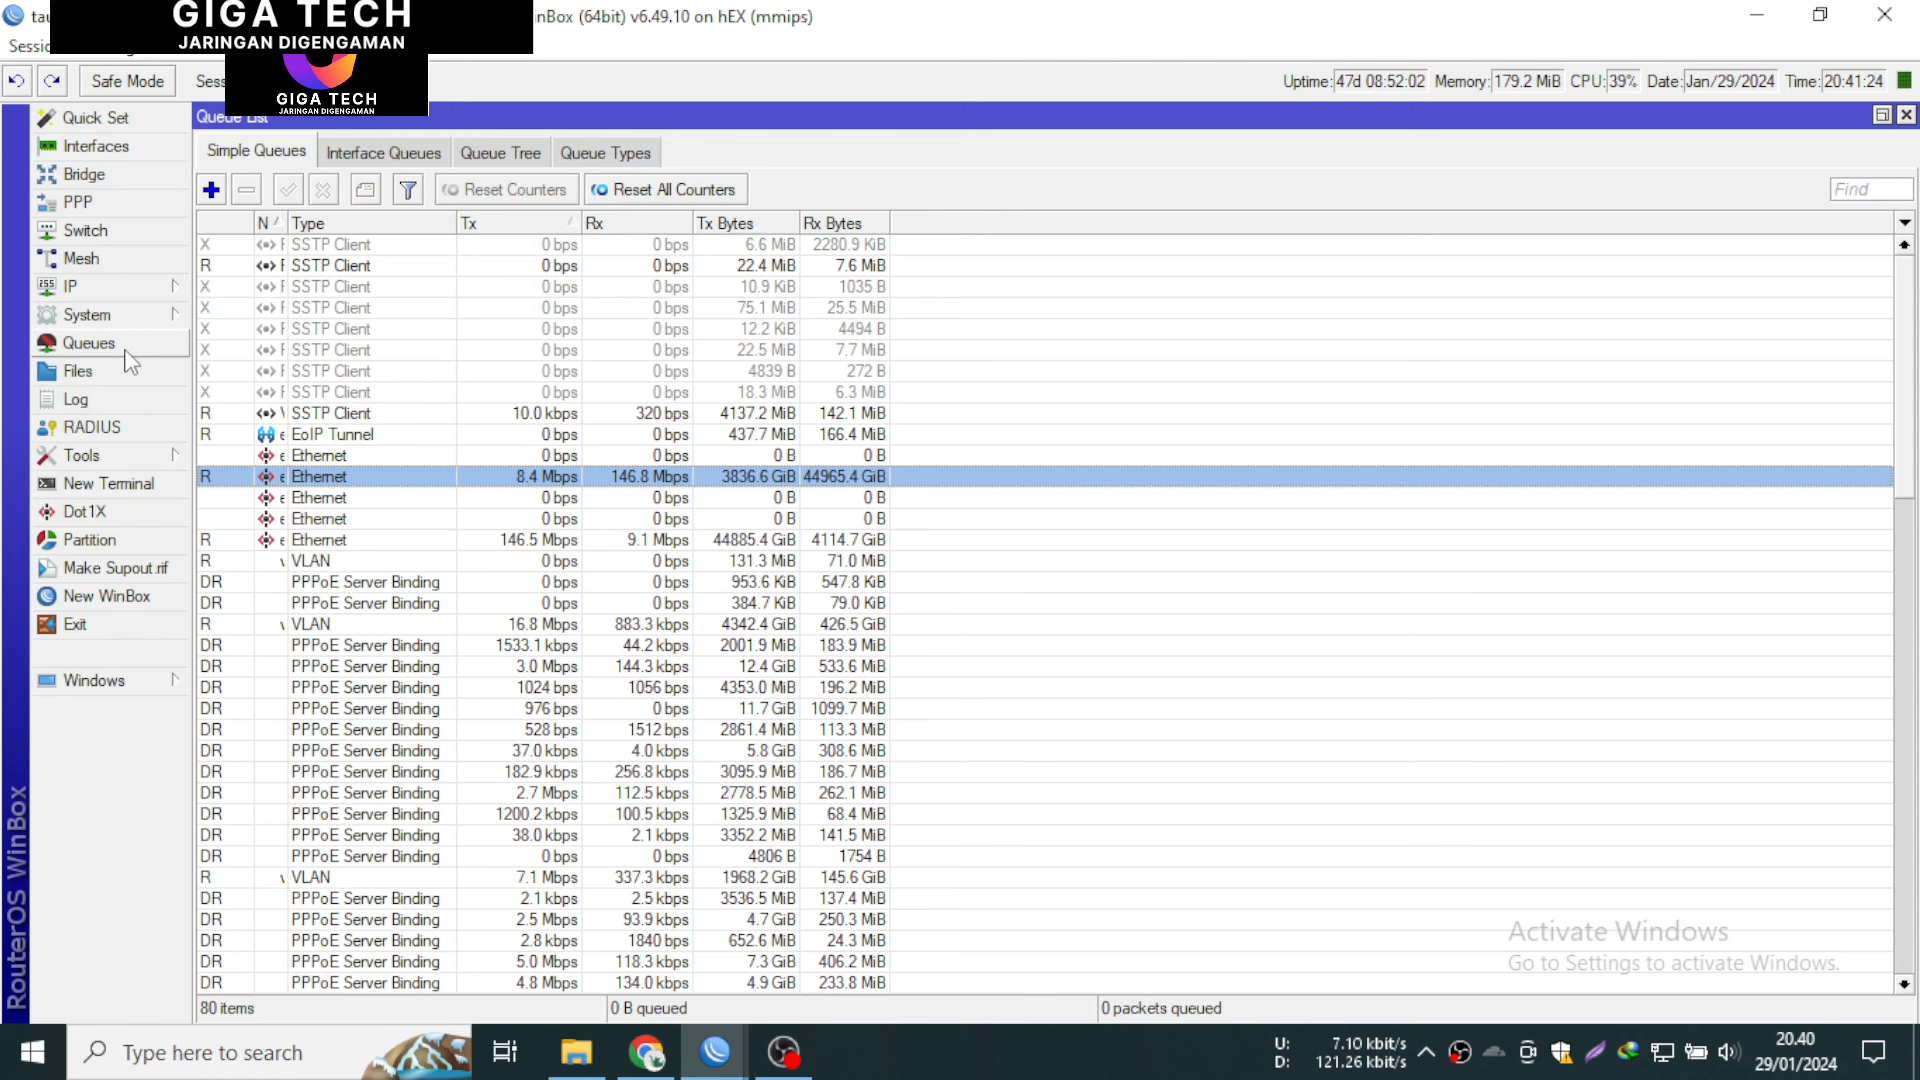 GIGA TECH
JARINGAN DIGENGAMAN
tau
inBox (64bit) v6.49.10 on hEX (mmips)
Sessic
GIGA TECH
JARINGAN DIGENGAMAN
Safe Mode
Sess
Uptime: 47d 08:52:02 Memory: 179.2 MiB CPU: 39% Date: Jan/29/2024 Time: 20:41:24
Quick Set
Interfaces
Bridge
PPP
Switch
Mesh
IP
System
Queues
Files
Log
RADIUS
Tools
New Terminal
Dot1X
Partition
Make Supout.rif
New WinBox
Exit
Windows
RouterOS WinBox
Queue List
Simple Queues Interface Queues Queue Tree Queue Types
Reset Counters Reset All Counters Find
N Type Tx Rx Tx Bytes Rx Bytes
X SSTP Client 0 bps 0 bps 6.6 MiB 2280.9 KiB
R SSTP Client 0 bps 0 bps 22.4 MiB 7.6 MiB
X SSTP Client 0 bps 0 bps 10.9 KiB 1035 B
X SSTP Client 0 bps 0 bps 75.1 MiB 25.5 MiB
X SSTP Client 0 bps 0 bps 12.2 KiB 4494 B
X SSTP Client 0 bps 0 bps 22.5 MiB 7.7 MiB
X SSTP Client 0 bps 0 bps 4839 B 272 B
X SSTP Client 0 bps 0 bps 18.3 MiB 6.3 MiB
R SSTP Client 10.0 kbps 320 bps 4137.2 MiB 142.1 MiB
R e EoIP Tunnel 0 bps 0 bps 437.7 MiB 166.4 MiB
e Ethernet 0 bps 0 bps 0 B 0 B
R e Ethernet 8.4 Mbps 146.8 Mbps 3836.6 GiB 44965.4 GiB
e Ethernet 0 bps 0 bps 0 B 0 B
e Ethernet 0 bps 0 bps 0 B 0 B
R e Ethernet 146.5 Mbps 9.1 Mbps 44885.4 GiB 4114.7 GiB
R VLAN 0 bps 0 bps 131.3 MiB 71.0 MiB
DR PPPoE Server Binding 0 bps 0 bps 953.6 KiB 547.8 KiB
DR PPPoE Server Binding 0 bps 0 bps 384.7 KiB 79.0 KiB
R VLAN 16.8 Mbps 883.3 kbps 4342.4 GiB 426.5 GiB
DR PPPoE Server Binding 1533.1 kbps 44.2 kbps 2001.9 MiB 183.9 MiB
DR PPPoE Server Binding 3.0 Mbps 144.3 kbps 12.4 GiB 533.6 MiB
DR PPPoE Server Binding 1024 bps 1056 bps 4353.0 MiB 196.2 MiB
DR PPPoE Server Binding 976 bps 0 bps 11.7 GiB 1099.7 MiB
DR PPPoE Server Binding 528 bps 1512 bps 2861.4 MiB 113.3 MiB
DR PPPoE Server Binding 37.0 kbps 4.0 kbps 5.8 GiB 308.6 MiB
DR PPPoE Server Binding 182.9 kbps 256.8 kbps 3095.9 MiB 186.7 MiB
DR PPPoE Server Binding 2.7 Mbps 112.5 kbps 2778.5 MiB 262.1 MiB
DR PPPoE Server Binding 1200.2 kbps 100.5 kbps 1325.9 MiB 68.4 MiB
DR PPPoE Server Binding 38.0 kbps 2.1 kbps 3352.2 MiB 141.5 MiB
DR PPPoE Server Binding 0 bps 0 bps 4806 B 1754 B
R VLAN 7.1 Mbps 337.3 kbps 1968.2 GiB 145.6 GiB
DR PPPoE Server Binding 2.1 kbps 2.5 kbps 3536.5 MiB 137.4 MiB
DR PPPoE Server Binding 2.5 Mbps 93.9 kbps 4.7 GiB 250.3 MiB
DR PPPoE Server Binding 2.8 kbps 1840 bps 652.6 MiB 24.3 MiB
DR PPPoE Server Binding 5.0 Mbps 118.3 kbps 7.3 GiB 406.2 MiB
DR PPPoE Server Binding 4.8 Mbps 134.0 kbps 4.9 GiB 233.8 MiB
Activate Windows
Go to Settings to activate Windows.
80 items 0 B queued 0 packets queued
Type here to search
U: 7.10 kbit/s
D: 121.26 kbit/s
20.40
29/01/2024